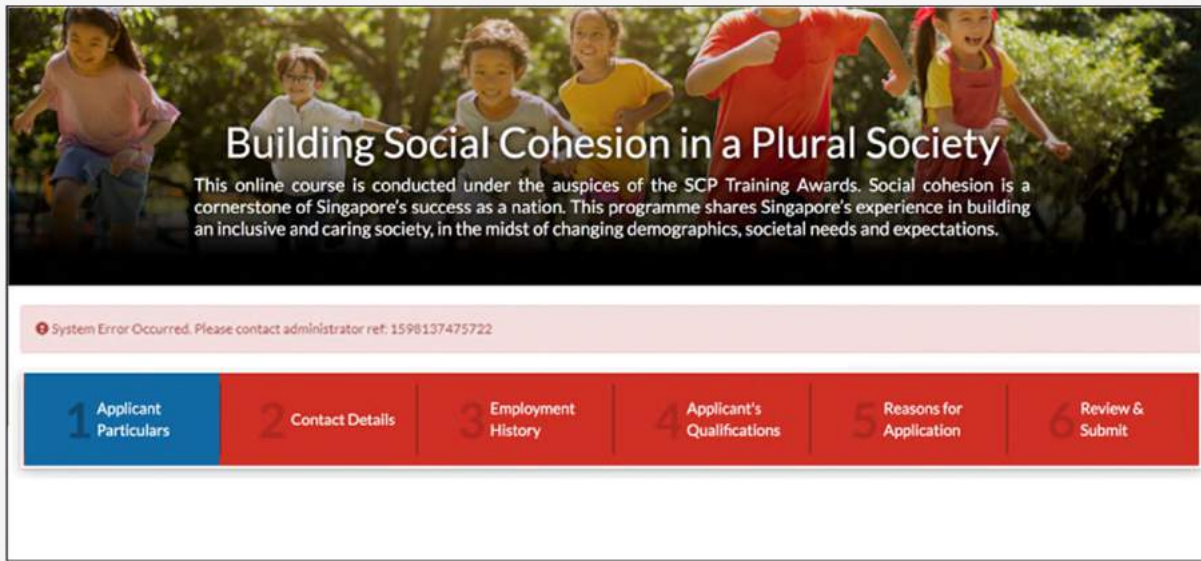 Building Social Cohesion in a Plural Society
This online course is conducted under the auspices of the SCP Training Awards. Social cohesion is a
cornerstone of Singapore's success as a nation. This programme shares Singapore's experience in building
an inclusive and caring society, in the midst of changing demographics, societal needs and expectations.
System Error Occurred. Please contact administrator ref: 1598137475722
1 Applicant
Particulars
2 Contact Details
3 Employment
History
4 Applicant's
Qualifications
5 Reasons for
Application
6 Review &
Submit